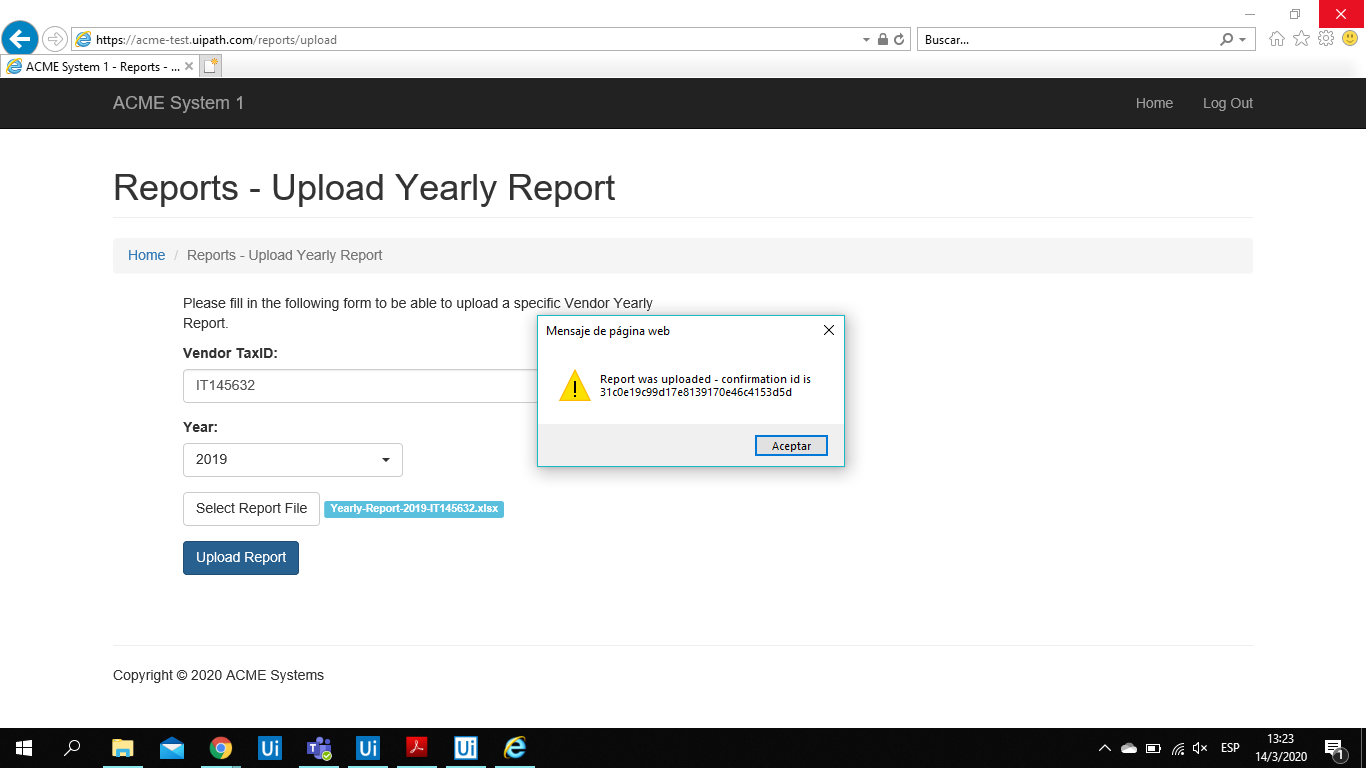 https://acme-test.uipath.com/reports/upload
Buscar...
ACME System 1 - Reports - ...
ACME System 1
Home
Log Out
Reports - Upload Yearly Report
Home / Reports - Upload Yearly Report
Please fill in the following form to be able to upload a specific Vendor Yearly
Report.
Vendor TaxID:
IT145632
Year:
2019
Select Report File
Yearly-Report-2019-IT145632.xlsx
Upload Report
Mensaje de página web
Report was uploaded - confirmation id is
31c0e19c99d17e8139170e46c4153d5d
Aceptar
Copyright © 2020 ACME Systems
Ui
Ui
Ui
ESP
13:23
14/3/2020
1